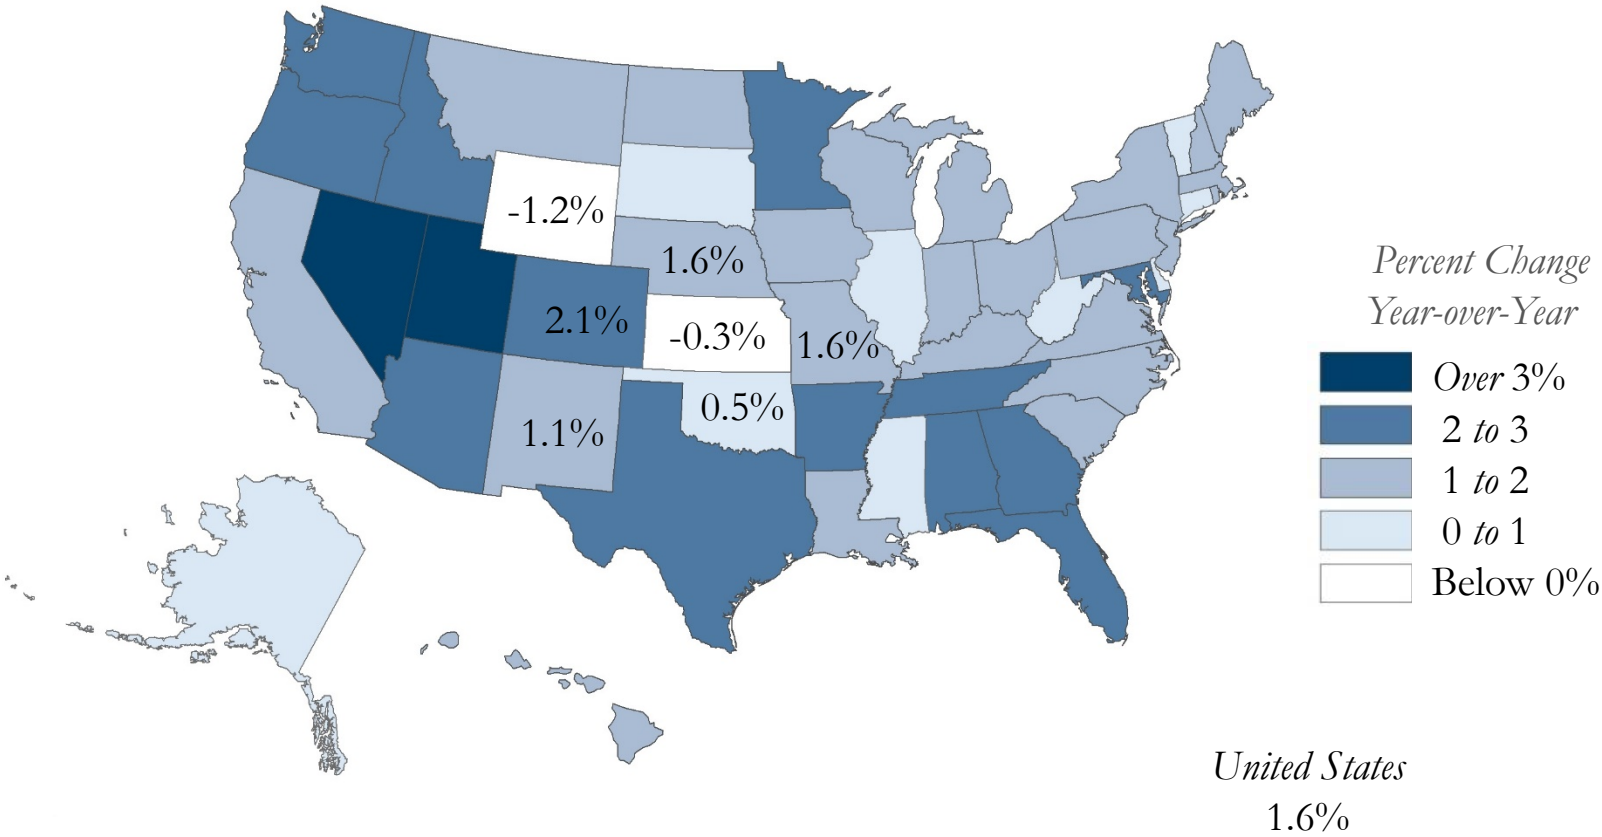 -1.2%
1.6%
2.1%
-0.3%
1.6%
0.5%
1.1%
Percent Change
Year-over-Year
Over 3%
2 to 3
1 to 2
0 to 1
Below 0%
United States
1.6%